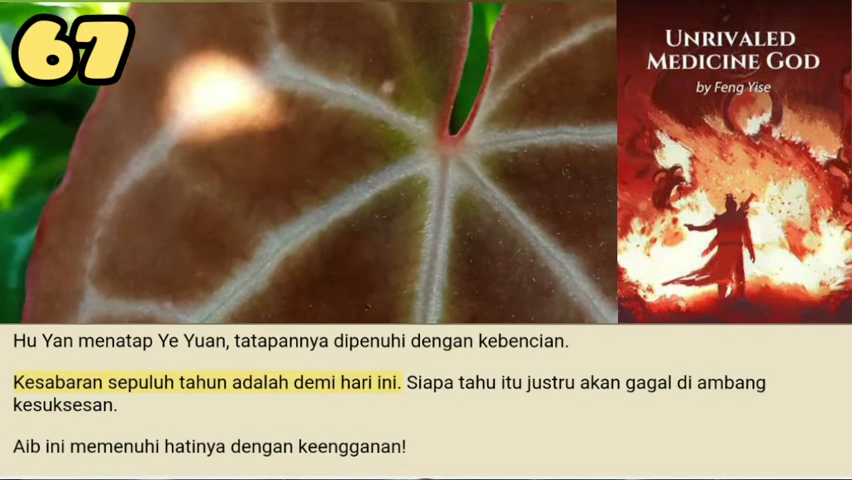 67
UNRIVALED
MEDICINE GOD
by Feng Yise
Hu Yan menatap Ye Yuan, tatapannya dipenuhi dengan kebencian.
Kesabaran sepuluh tahun adalah demi hari ini. Siapa tahu itu justru akan gagal di ambang
kesuksesan.
Aib ini memenuhi hatinya dengan keengganan!